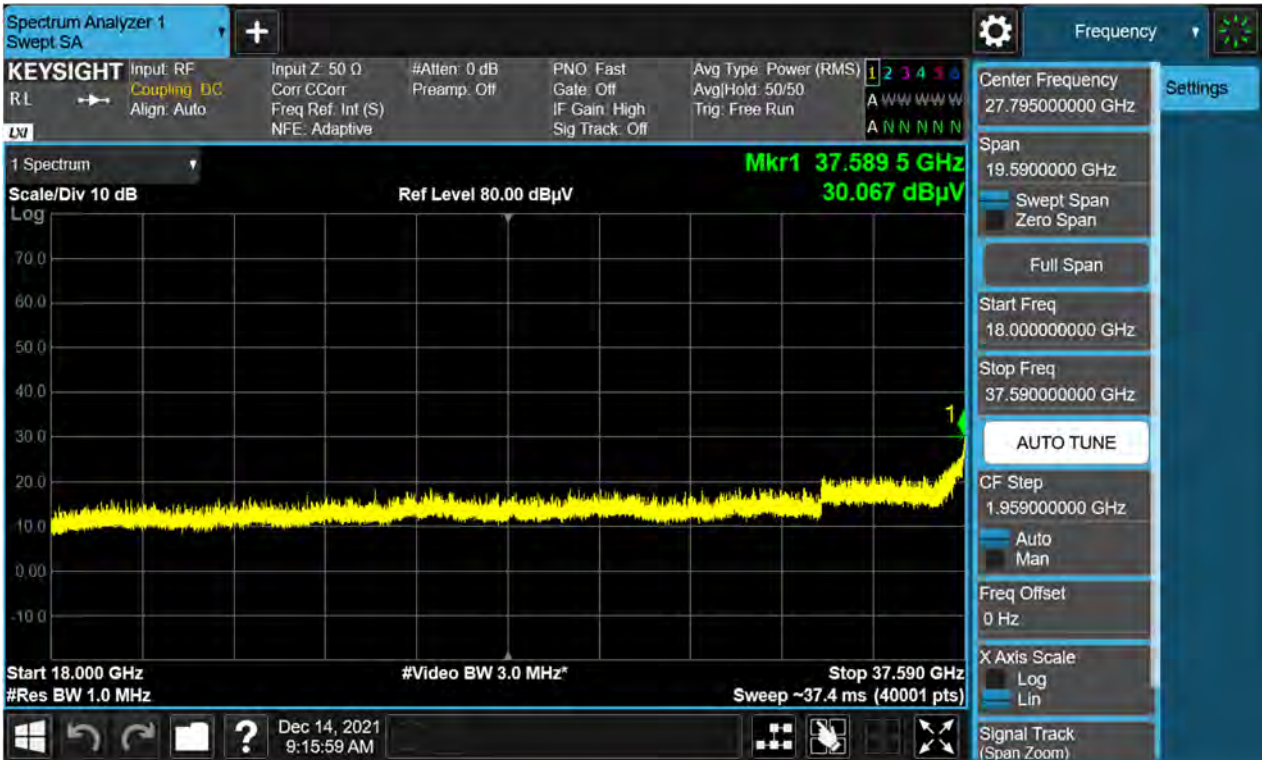 Spectrum Analyzer 1
Swept SA
+
Frequency
KEYSIGHT
RL
LXI
Input: RF
Coupling: DC
Align: Auto
Input Z: 50 Ω
Corr CCorr
Freq Ref: Int (S)
NFE: Adaptive
#Atten: 0 dB
Preamp: Off
PNO: Fast
Gate: Off
IF Gain: High
Sig Track: Off
Avg Type: Power (RMS)
Avg|Hold: 50/50
Trig: Free Run
1 2 3 4 5 6
A W W W W W
A N N N N N
1 Spectrum
Scale/Div 10 dB
Log
Ref Level 80.00 dBµV
Mkr1 37.589 5 GHz
30.067 dBµV
70.0
60.0
50.0
40.0
30.0
20.0
10.0
0.00
-10.0
1
Start 18.000 GHz
#Res BW 1.0 MHz
#Video BW 3.0 MHz*
Stop 37.590 GHz
Sweep ~37.4 ms (40001 pts)
?
Dec 14, 2021
9:15:59 AM
Center Frequency
27.795000000 GHz
Settings
Span
19.5900000 GHz
Swept Span
Zero Span
Full Span
Start Freq
18.000000000 GHz
Stop Freq
37.590000000 GHz
AUTO TUNE
CF Step
1.959000000 GHz
Auto
Man
Freq Offset
0 Hz
X Axis Scale
Log
Lin
Signal Track
(Span Zoom)